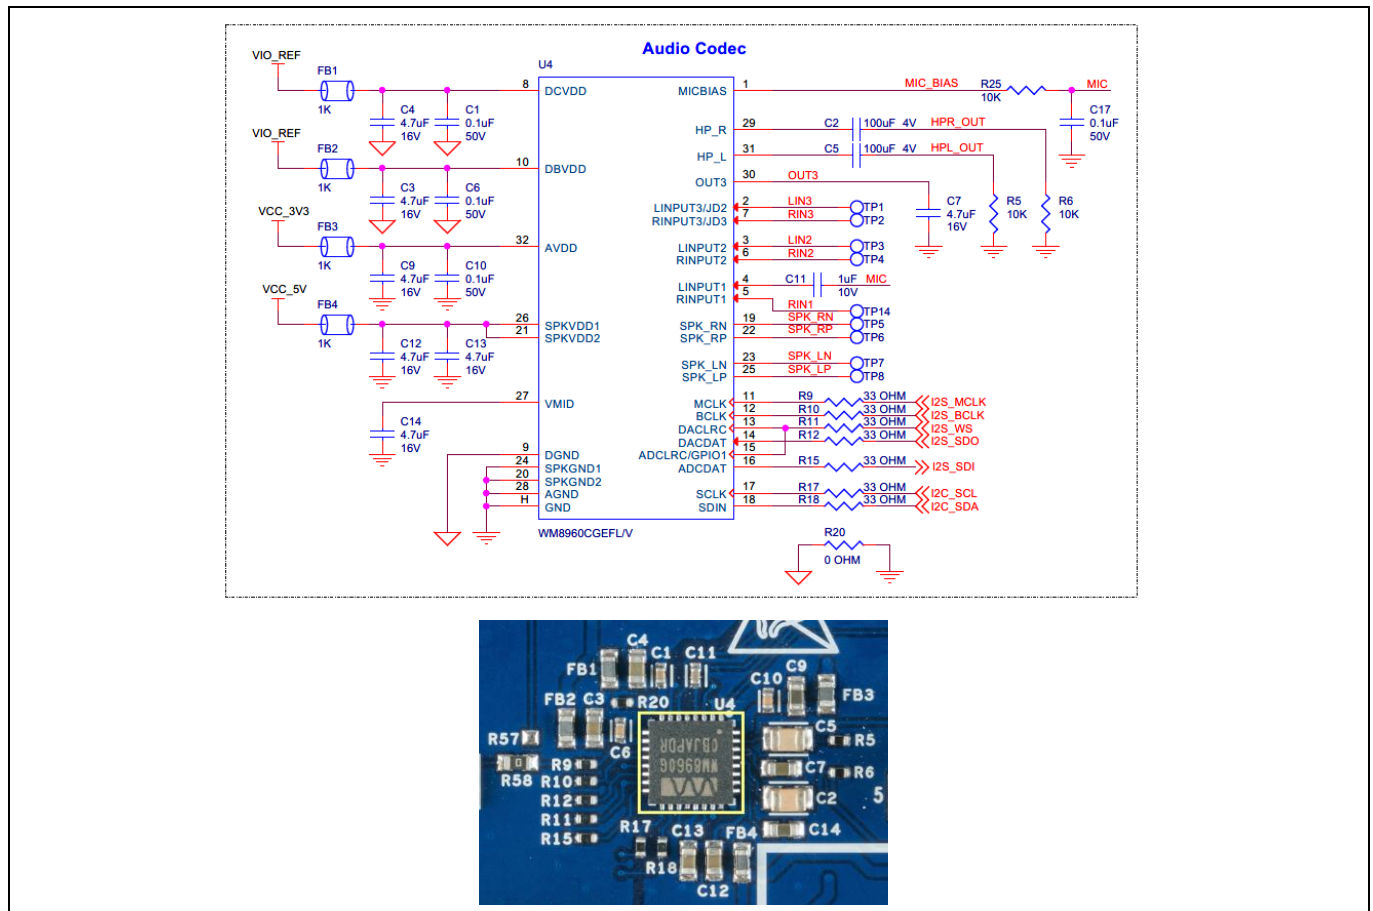 Audio Codec
U4
VIO_REF
FB1
1K
C4
4.7uF
16V
C1
0.1uF
50V
VIO_REF
FB2
1K
C3
4.7uF
16V
C6
0.1uF
50V
VCC_3V3
FB3
1K
C9
4.7uF
16V
C10
0.1uF
50V
VCC_5V
FB4
1K
C12
4.7uF
16V
C13
4.7uF
16V
C14
4.7uF
16V
8 DCVDD
10 DBVDD
32 AVDD
26 SPKVDD1
21 SPKVDD2
27 VMID
9 DGND
24 SPKGND1
20 SPKGND2
28 AGND
H GND
WM8960CGEFL/V
MICBIAS 1 MIC_BIAS R25 10K MIC
C17
0.1uF
50V
HP_R 29 C2 100uF 4V HPR_OUT
HP_L 31 C5 100uF 4V HPL_OUT
OUT3 30 OUT3
C7
4.7uF
16V
R5
10K
R6
10K
LINPUT3/JD2 2 LIN3 TP1
RINPUT3/JD3 7 RIN3 TP2
LINPUT2 3 LIN2 TP3
RINPUT2 6 RIN2 TP4
LINPUT1 4 C11 1uF 10V MIC
RINPUT1 5 RIN1 TP14
SPK_RN 19 SPK_RN TP5
SPK_RP 22 SPK_RP TP6
SPK_LN 23 SPK_LN TP7
SPK_LP 25 SPK_LP TP8
MCLK 11 R9 33 OHM I2S_MCLK
BCLK 12 R10 33 OHM I2S_BCLK
DACLRC 13 R11 33 OHM I2S_WS
DACDAT 14 R12 33 OHM I2S_SDO
ADCLRC/GPIO1 15
ADCDAT 16 R15 33 OHM I2S_SDI
SCLK 17 R17 33 OHM I2C_SCL
SDIN 18 R18 33 OHM I2C_SDA
R20
0 OHM
C4
C1 C11
FB1
C9
C10
FB3
FB2 C3
R20
U4
C5
R5
R57
C6
C7
R6
R58
0
R9
R10
R12
R11
R15
C2
5
C14
R17
R18
C13
FB4
C12
WM8960G
CBJAPDR